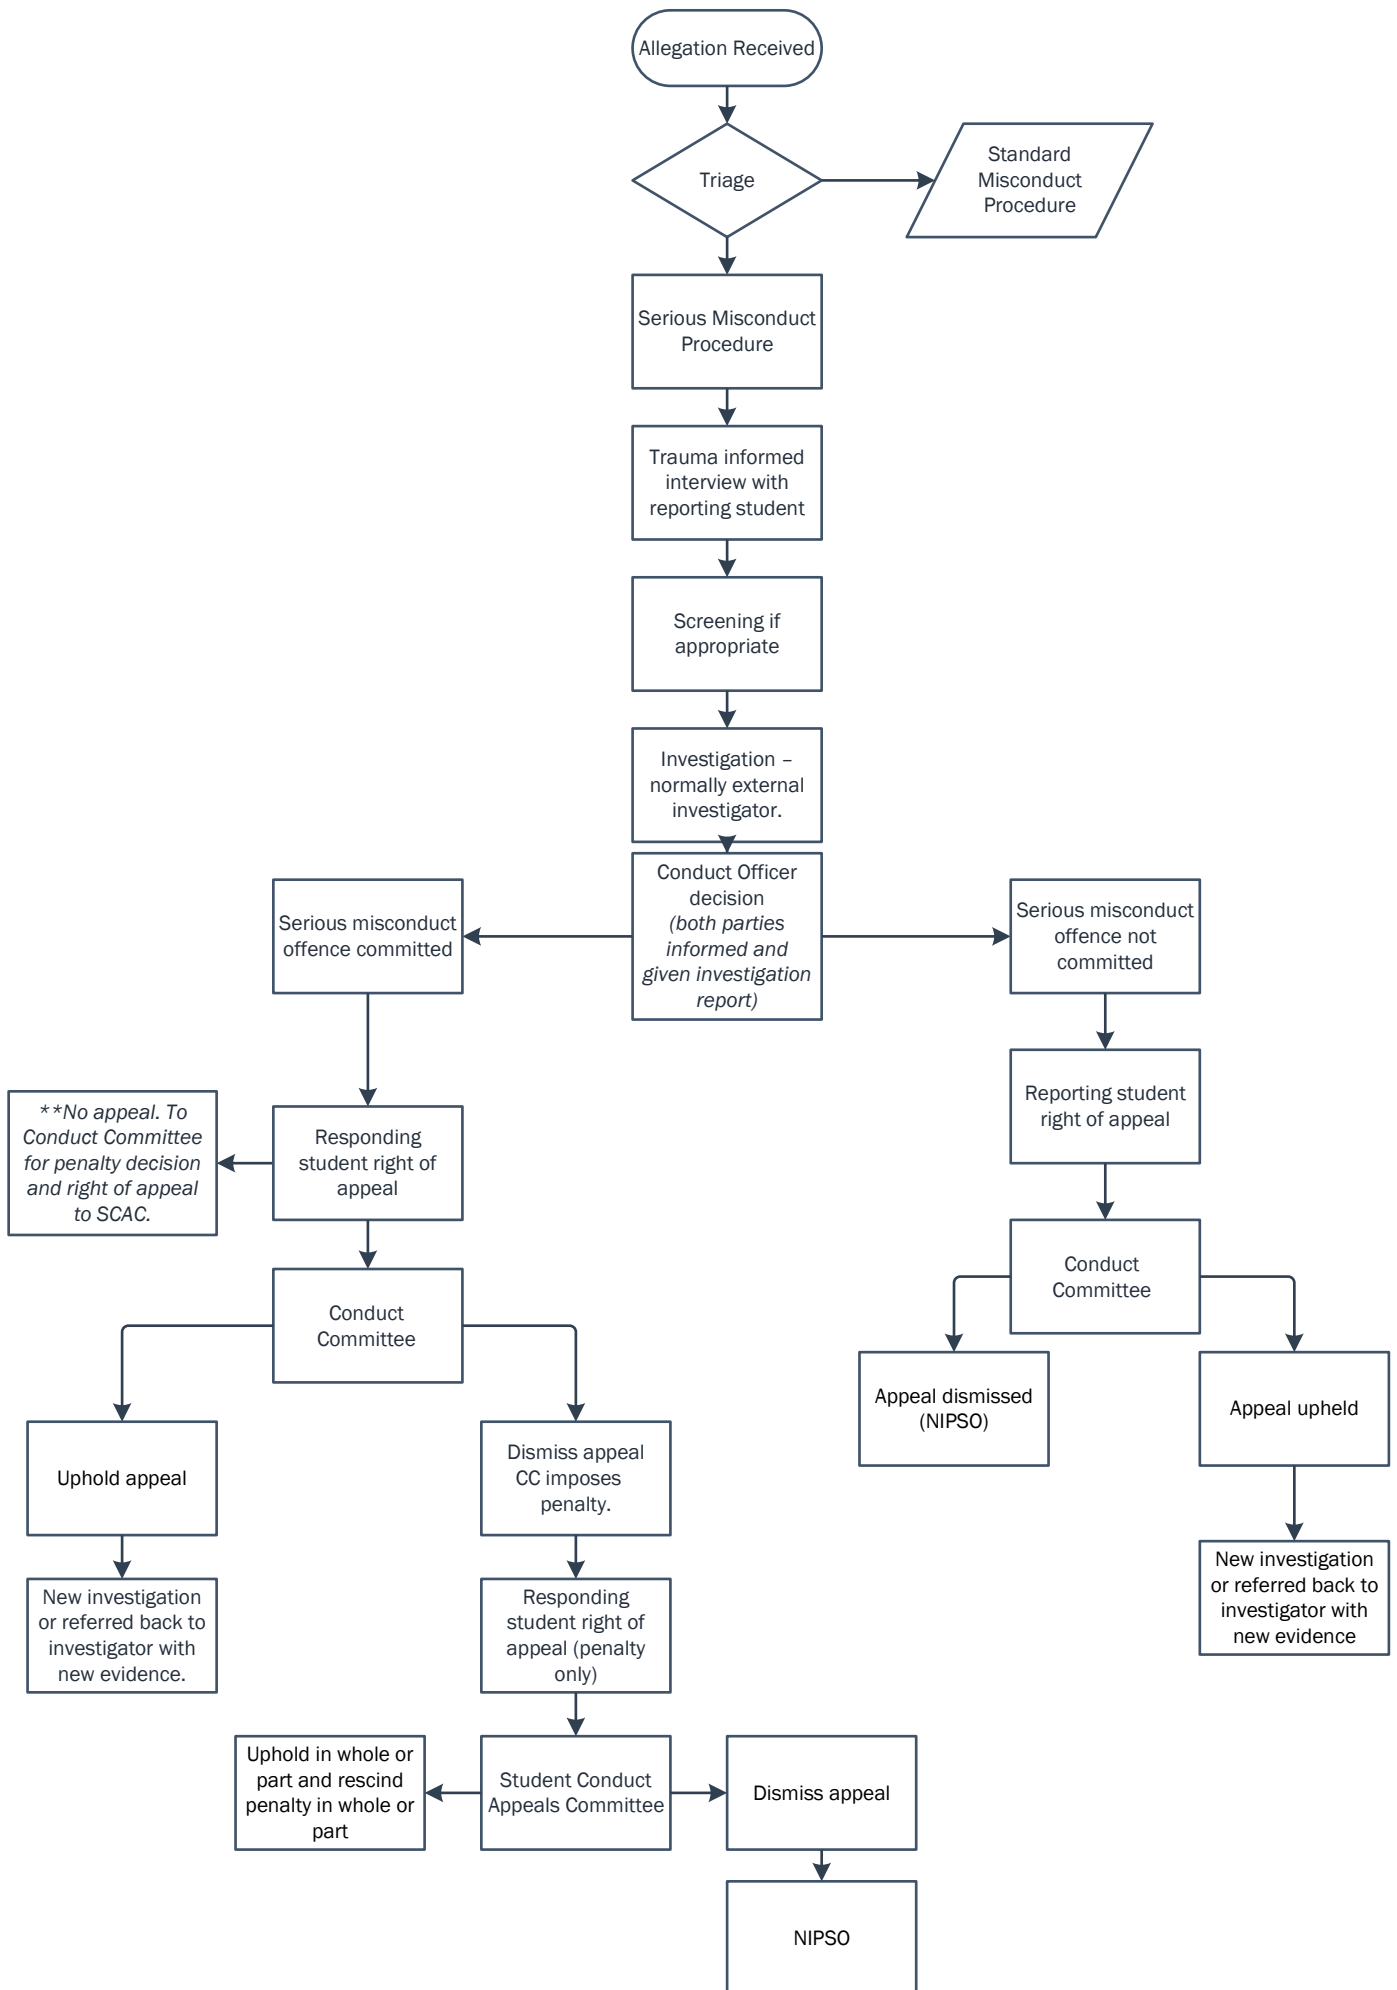 Allegation Received
Triage
Standard
Misconduct
Procedure
Serious Misconduct
Procedure
Trauma informed
interview with
reporting student
Screening if
appropriate
Investigation –
normally external
investigator.
Conduct Officer
decision
(both parties
informed and
given investigation
report)
Serious misconduct
offence committed
Serious misconduct
offence not
committed
Reporting student
right of appeal
**No appeal. To
Conduct Committee
for penalty decision
and right of appeal
to SCAC.
Responding
student right of
appeal
Conduct
Committee
Conduct
Committee
Appeal dismissed
(NIPSO)
Appeal upheld
Uphold appeal
Dismiss appeal
CC imposes
penalty.
New investigation
or referred back to
investigator with
new evidence
New investigation
or referred back to
investigator with
new evidence.
Responding
student right of
appeal (penalty
only)
Uphold in whole or
part and rescind
penalty in whole or
part
Student Conduct
Appeals Committee
Dismiss appeal
NIPSO